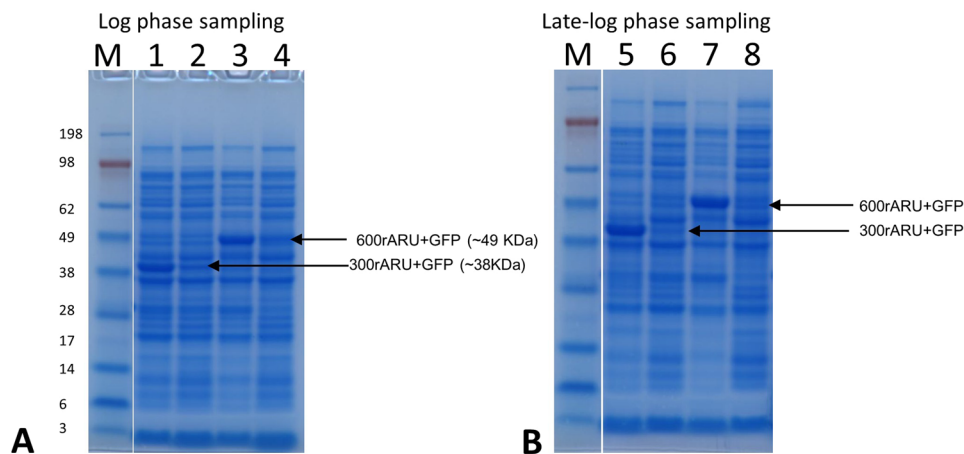 Log phase sampling
M 1 2 3 4
198
98
62
49
38
28
17
14
6
3
600rARU+GFP (~49 KDa)
300rARU+GFP (~38KDa)
A
Late-log phase sampling
M 5 6 7 8
600rARU+GFP
300rARU+GFP
B